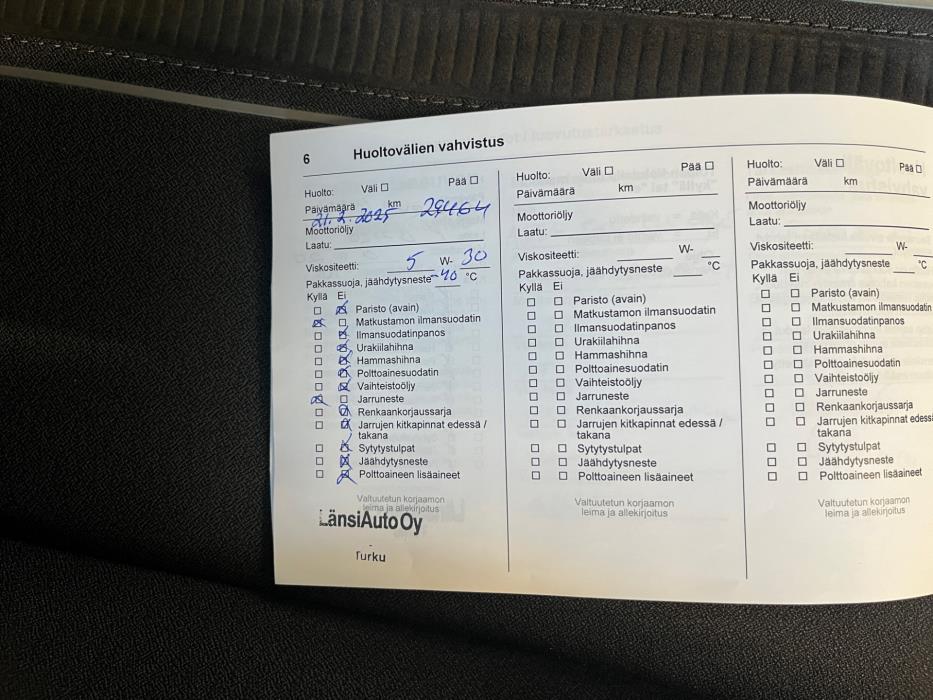 6 Huoltovälien vahvistus
Huolto: Väli Pää
Päivämäärä km
21.2.2025 29464
Moottoriöljy
Laatu:
Viskositeetti: 5 W- 30
Pakkassuoja, jäähdytysneste -40 °C
Kyllä Ei
Paristo (avain)
Matkustamon ilmansuodatin
Ilmansuodatinpanos
Urakiilahihna
Hammashihna
Polttoainesuodatin
Vaihteistoöljy
Jarruneste
Renkaankorjaussarja
Jarrujen kitkapinnat edessä /
takana
Sytytystulpat
Jäähdytysneste
Polttoaineen lisäaineet
Valtuutetun korjaamon
leima ja allekirjoitus
LänsiAuto Oy
Turku
Huolto: Väli Pää
Päivämäärä km
Moottoriöljy
Laatu:
Viskositeetti: W-
Pakkassuoja, jäähdytysneste °C
Kyllä Ei
Paristo (avain)
Matkustamon ilmansuodatin
Ilmansuodatinpanos
Urakiilahihna
Hammashihna
Polttoainesuodatin
Vaihteistoöljy
Jarruneste
Renkaankorjaussarja
Jarrujen kitkapinnat edessä /
takana
Sytytystulpat
Jäähdytysneste
Polttoaineen lisäaineet
Valtuutetun korjaamon
leima ja allekirjoitus
Huolto: Väli Pää
Päivämäärä km
Moottoriöljy
Laatu:
Viskositeetti: W-
Pakkassuoja, jäähdytysneste °C
Kyllä Ei
Paristo (avain)
Matkustamon ilmansuodatin
Ilmansuodatinpanos
Urakiilahihna
Hammashihna
Polttoainesuodatin
Vaihteistoöljy
Jarruneste
Renkaankorjaussarja
Jarrujen kitkapinnat edess
takana
Sytytystulpat
Jäähdytysneste
Polttoaineen lisäaineet
Valtuutetun korjaamon
leima ja allekirjoitus